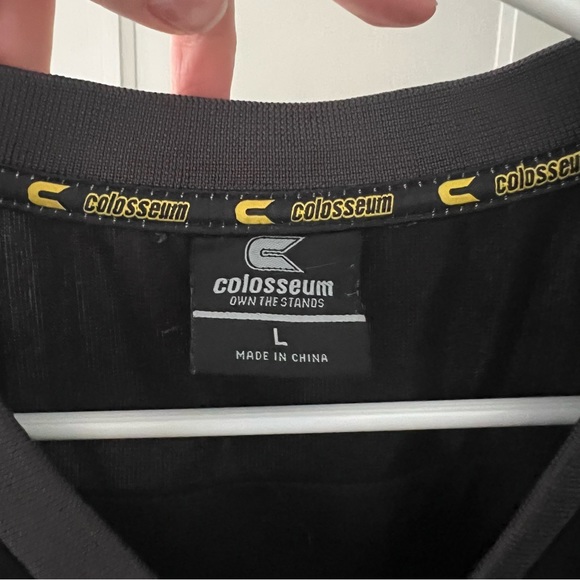 colosseum colosseum colosseum
colosseum
OWN THE STANDS
L
MADE IN CHINA